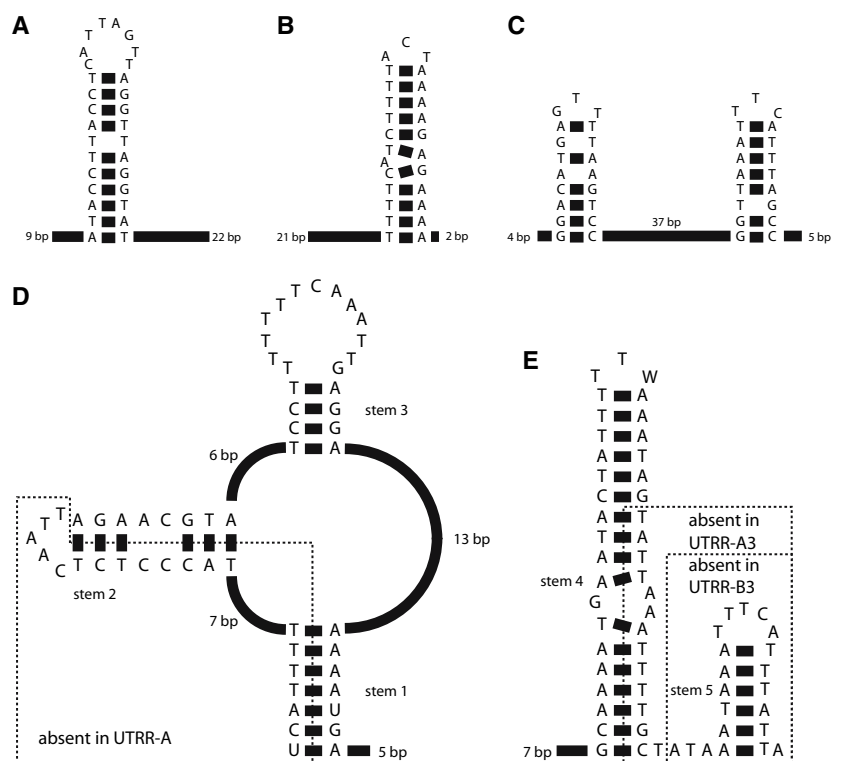 A
T A
T G
A T
C T
T A
C G
C G
A T
T T
T A
C G
C G
A T
T A
9 bp A T 22 bp
B
C
A T
T A
T A
T A
T A
C G
T A
A
C G
T A
T A
T A
21 bp T A 2 bp
C
T
G T
A T
G T
T A
A A
C G
A T
G C
4 bp G C
37 bp
T
T C
T A
A T
A T
A T
T A
T G
G C
G C 5 bp
D
T T C A A
T A
T T
T T
T G
T A
C G
C G
T A
stem 3
6 bp
13 bp
A G A A C G T A
T
T
A
A
C
T C T C C C A T
stem 2
7 bp
T A
T A
T A
T A
A U
C G
U A 5 bp
stem 1
absent in UTRR-A
E
T
T W
T A
T A
A T
T A
C G
A T
T A
A T
A T
G A
A
T A
A T
A T
A T
C G
7 bp G C T A T A A
stem 4
absent in
UTRR-A3
absent in
UTRR-B3
T T C
T A
A T
A T
A T
T A
A T
T A
stem 5